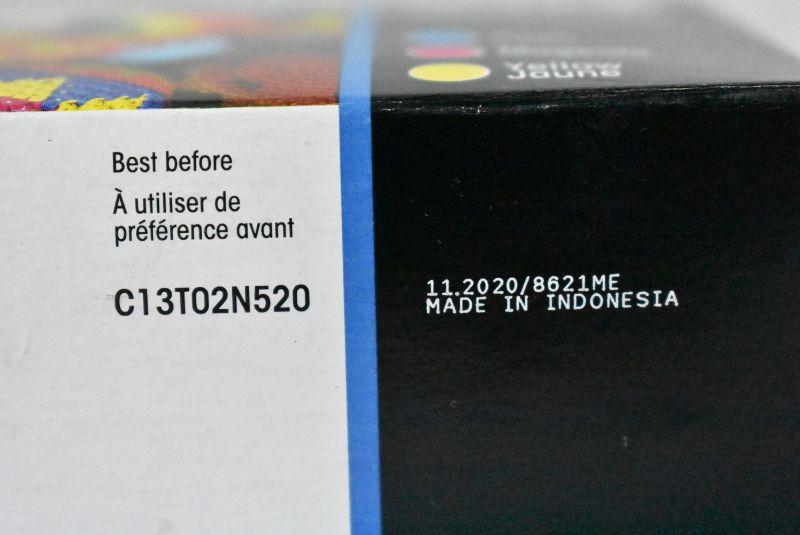 Yellow
Jaune
Best before
À utiliser de
préférence avant
C13T02N520
11.2020/8621ME
MADE IN INDONESIA